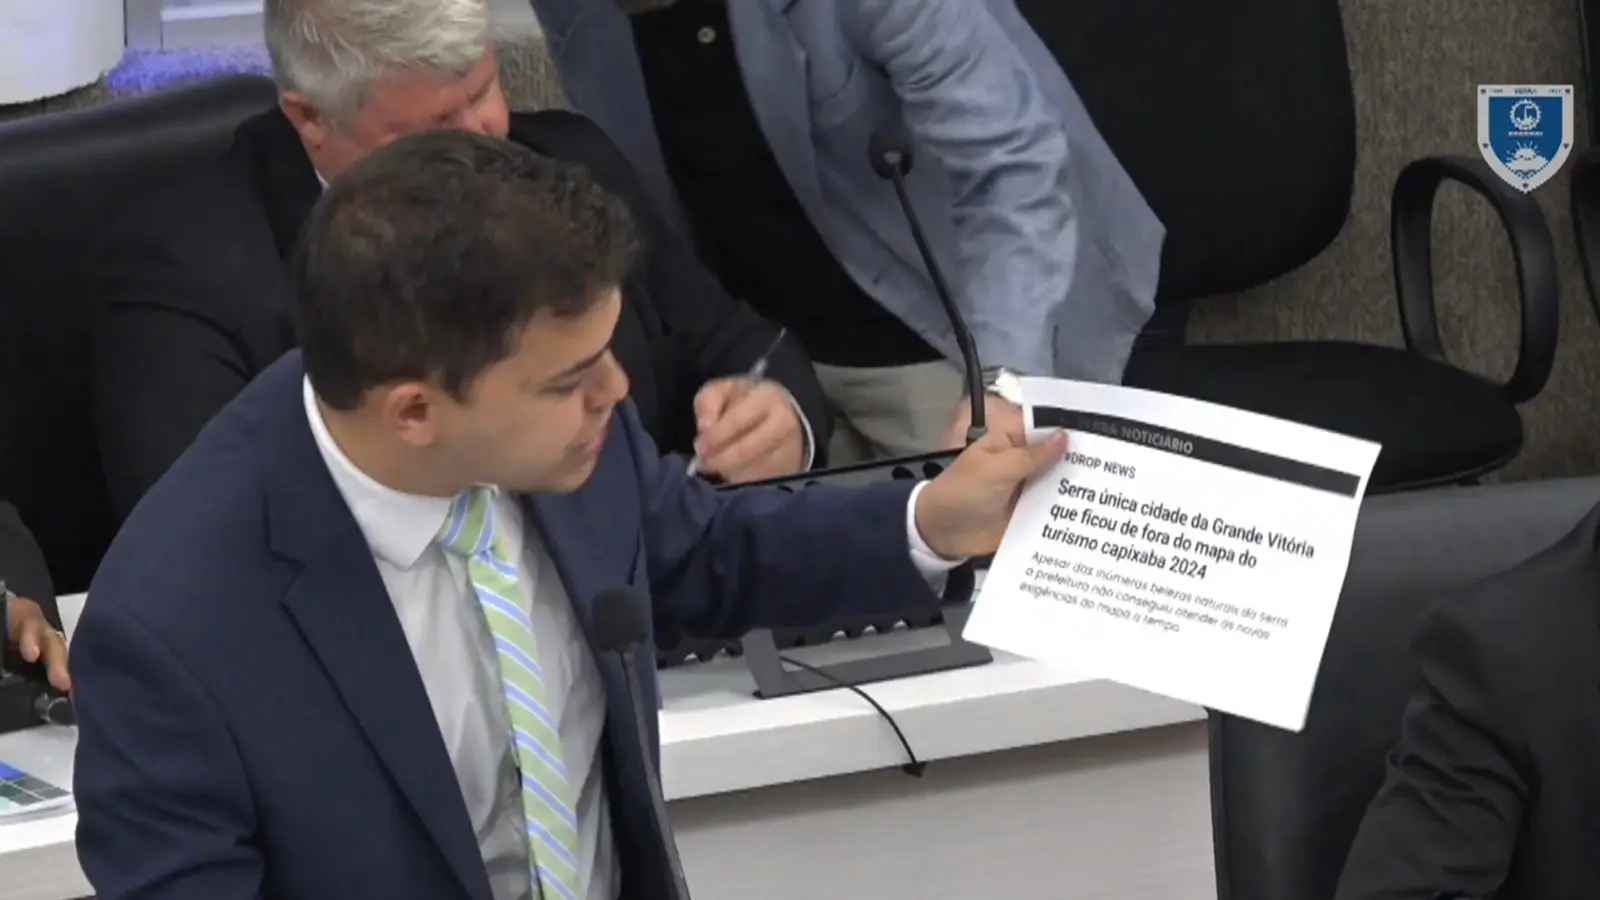 NOTICIÁRIO
#DROP NEWS
Serra única cidade da Grande Vitória
que ficou de fora do mapa do
turismo capixaba 2024
Apesar das inúmeras belezas naturais da Serra
a prefeitura não conseguiu atender as novas
exigências do mapa a tempo
SERRA